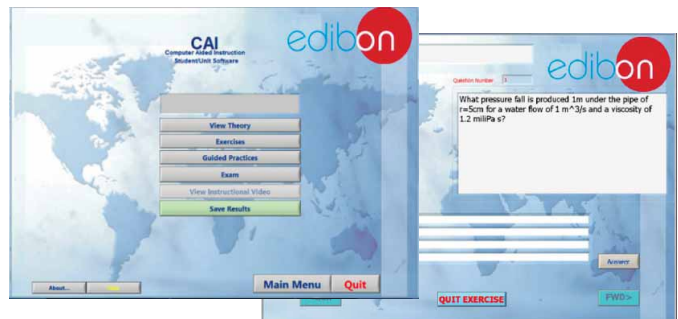 CAI
Computer Aided Instruction
Student/Unit Software
edibon
View Theory
Exercises
Guided Practices
Exam
View Instructional Video
Save Results
About...
Main Menu
Quit
edibon
Question Number
What pressure fall is produced 1m under the pipe of
r=5cm for a water flow of 1 m^3/s and a viscosity of
1.2 miliPa s?
Answer
QUIT EXERCISE
FWD>